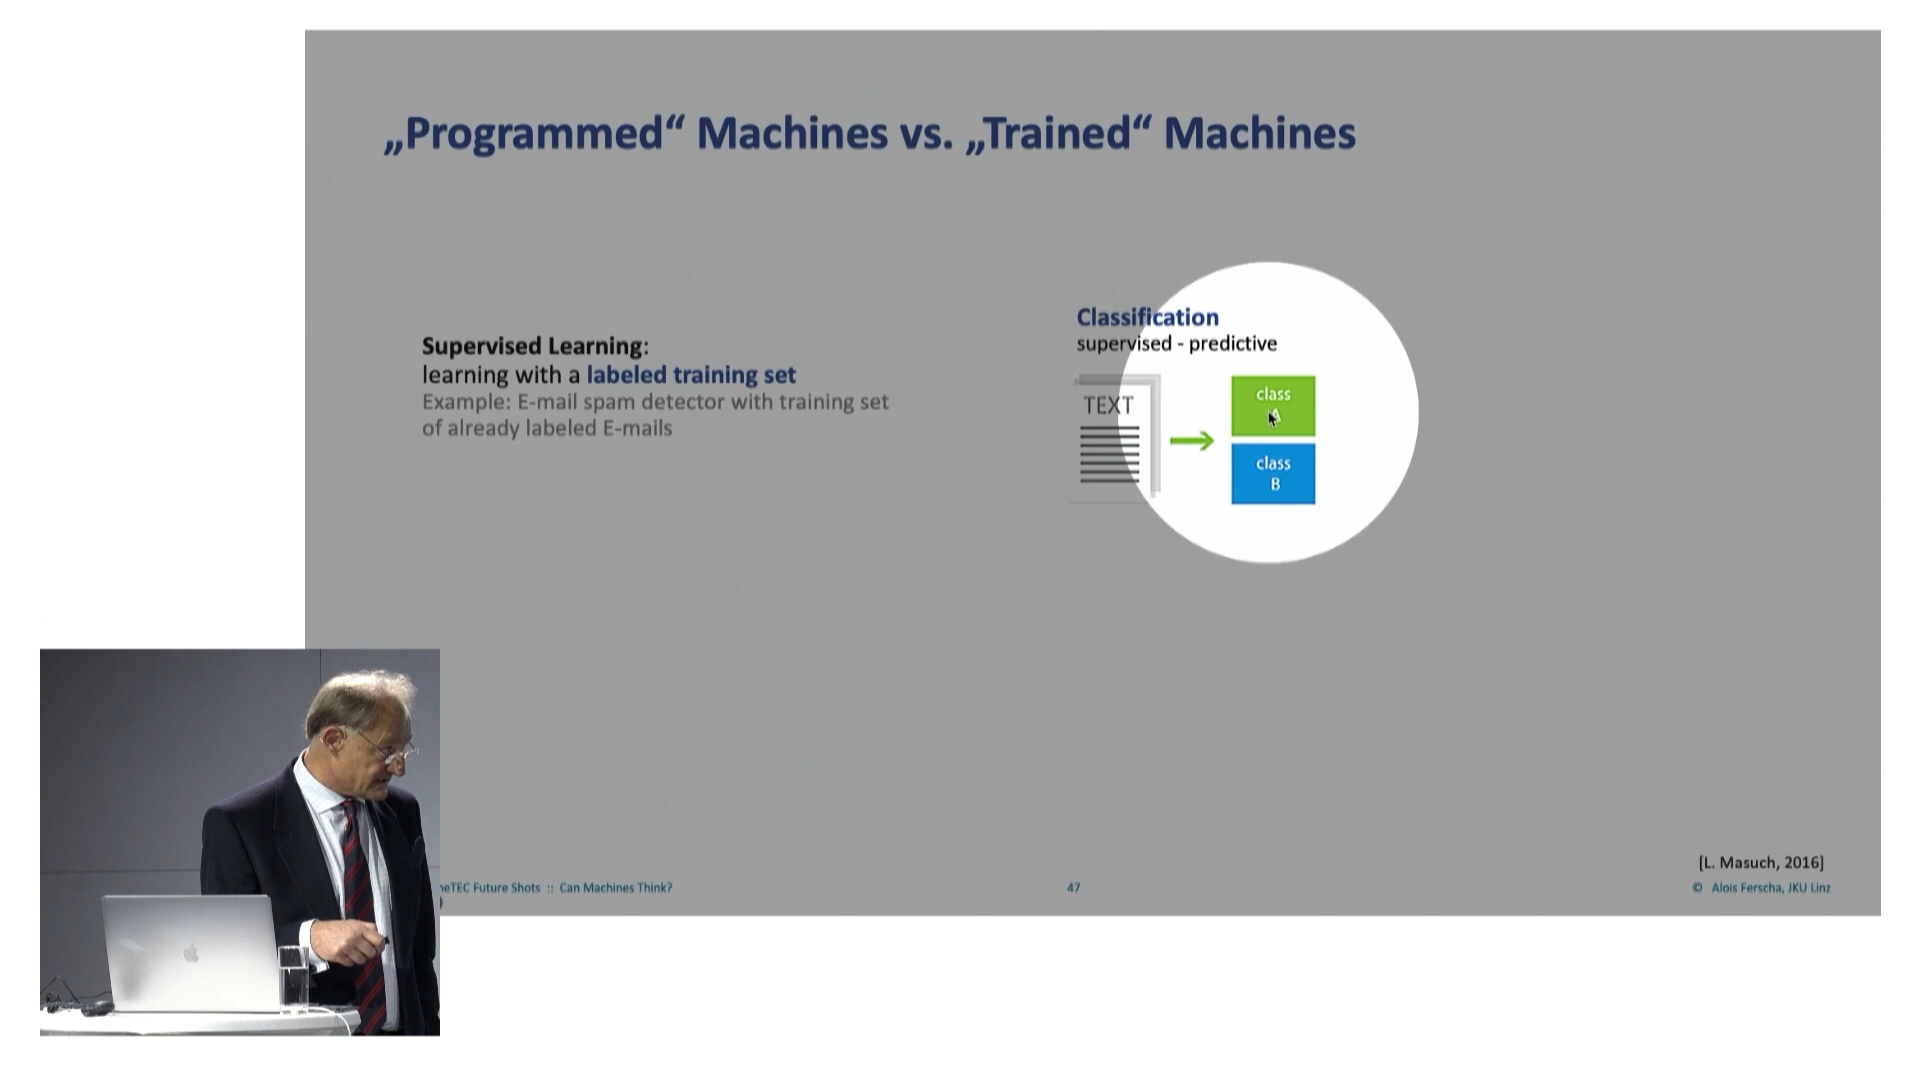 „Programmed“ Machines vs. „Trained“ Machines
Supervised Learning:
learning with a labeled training set
Example: E-mail spam detector with training set
of already labeled E-mails
Classification
supervised - predictive
TEXT
class
A
class
B
[L. Masuch, 2016]
Future Shots :: Can Machines Think?
47
© Alois Ferscha, JKU Linz